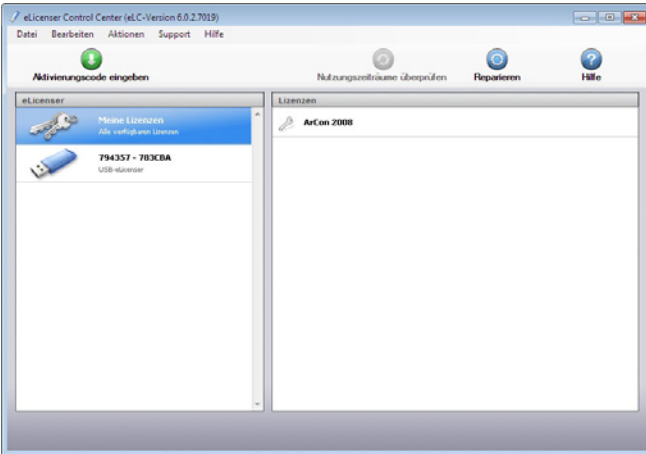 eLicenser Control Center (eLC-Version 6.0.2.7019)
Datei Bearbeiten Aktionen Support Hilfe
Aktivierungscode eingeben Nutzungszeiträume überprüfen Reparieren Hilfe
eLicenser Lizenzen
Meine Lizenzen
Alle verfügbaren Lizenzen
ArCon 2008
794357 - 783CBA
USB-eLicenser